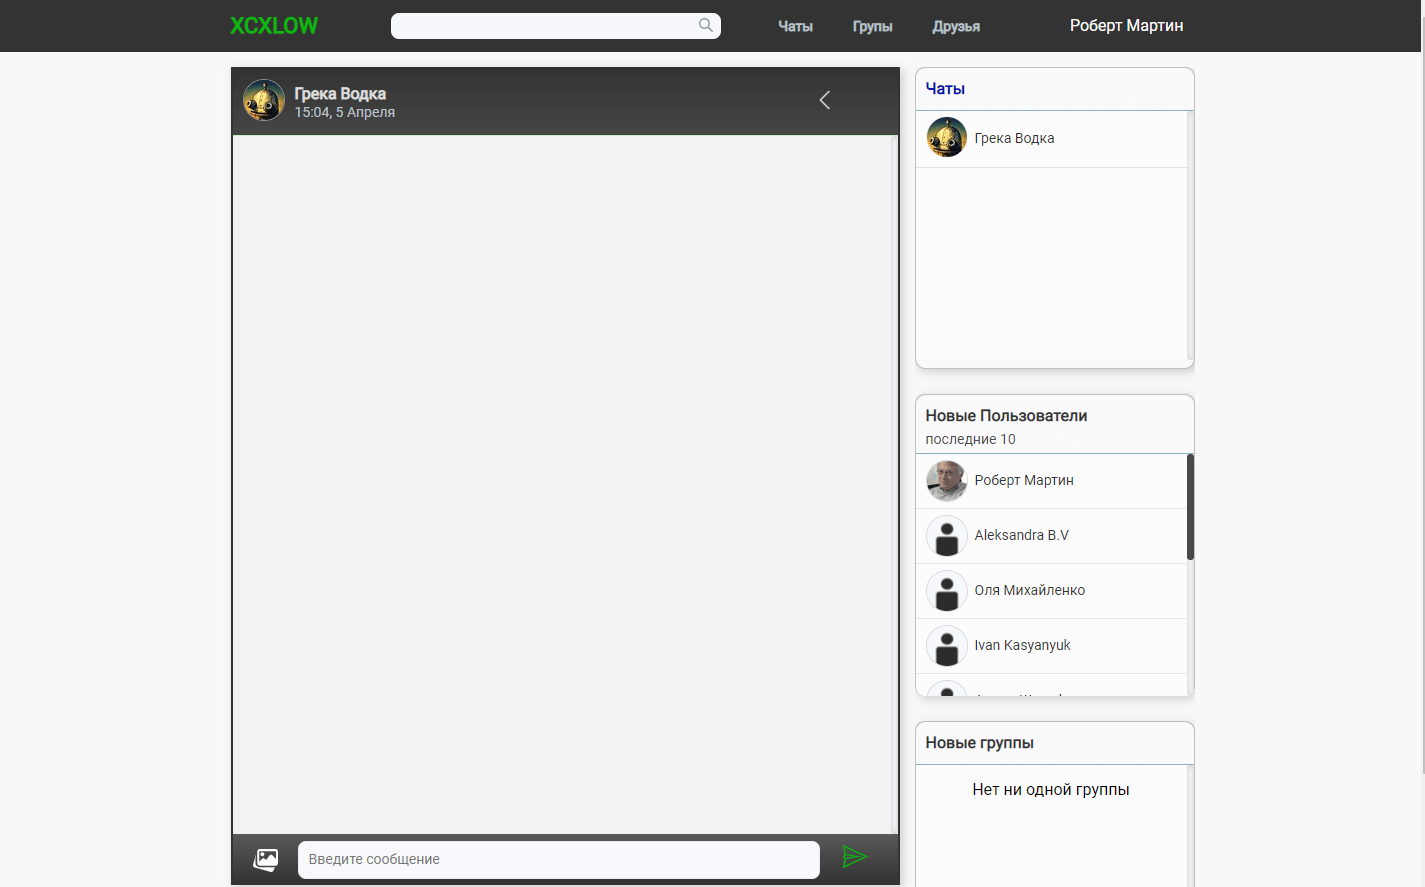 XCXLOW
Чаты
Групы
Друзья
Роберт Мартин
Грека Водка
15:04, 5 Апреля
Введите сообщение
Чаты
Грека Водка
Новые Пользователи
последние 10
Роберт Мартин
Aleksandra B.V
Оля Михайленко
Ivan Kasyanyuk
Новые группы
Нет ни одной группы